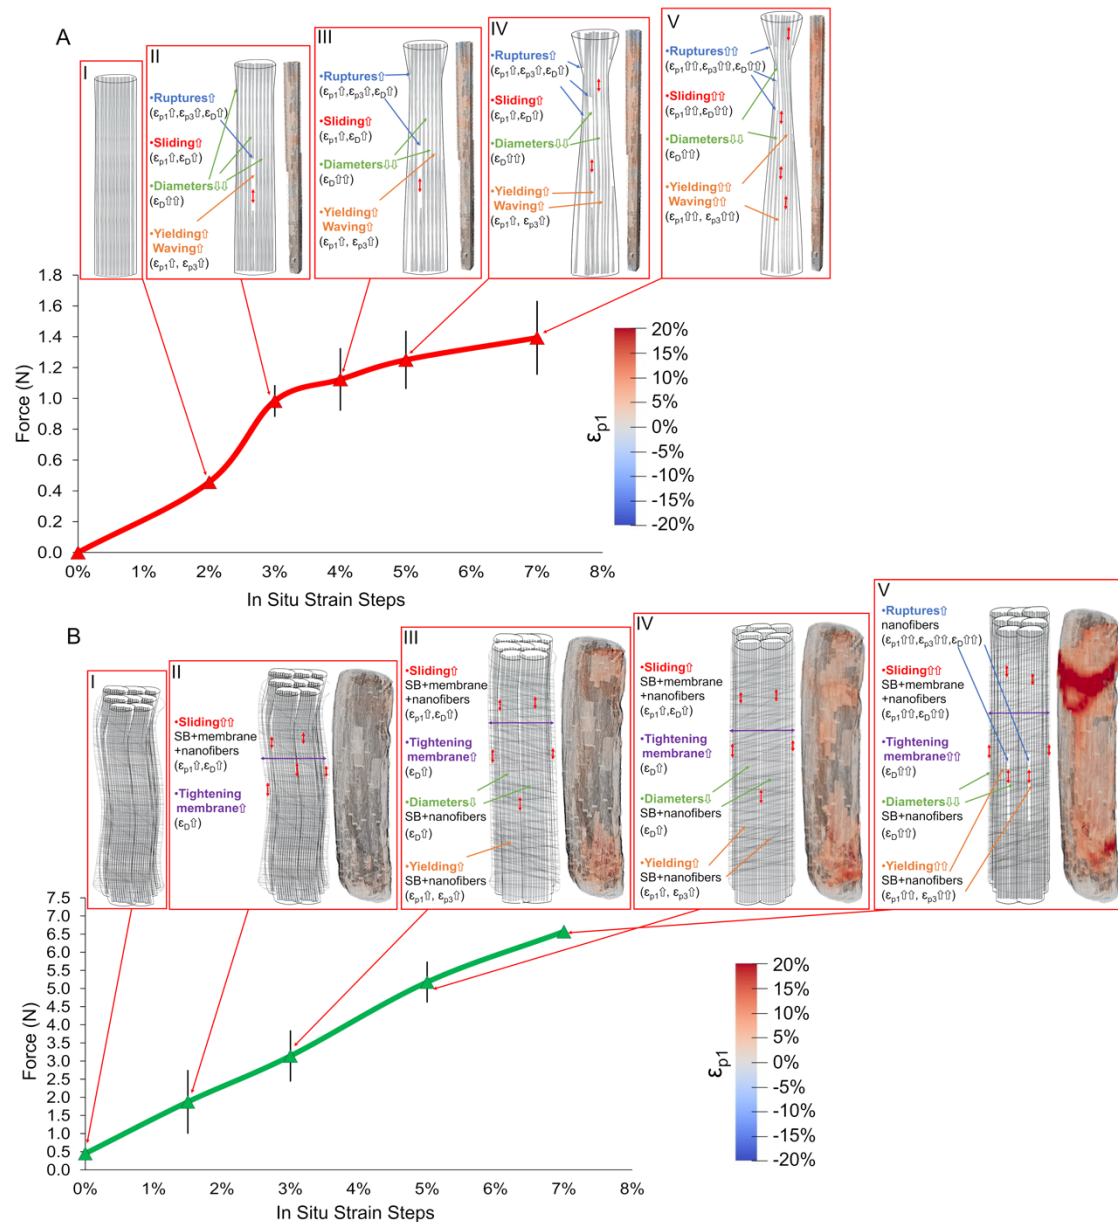 A
I
II
•Ruptures⇧
(εp1⇧,εp3⇧,εD⇧)
•Sliding⇧
(εp1⇧,εD⇧)
•Diameters⇩⇩
(εD⇧⇧)
•Yielding⇧
Waving⇧
(εp1⇧, εp3⇧)
III
•Ruptures⇧
(εp1⇧,εp3⇧,εD⇧)
•Sliding⇧
(εp1⇧,εD⇧)
•Diameters⇩⇩
(εD⇧⇧)
•Yielding⇧
Waving⇧
(εp1⇧, εp3⇧)
IV
•Ruptures⇧
(εp1⇧,εp3⇧,εD⇧)
•Sliding⇧
(εp1⇧,εD⇧)
•Diameters⇩⇩
(εD⇧⇧)
•Yielding⇧
Waving⇧
(εp1⇧, εp3⇧)
V
•Ruptures⇧⇧
(εp1⇧⇧,εp3⇧⇧,εD⇧⇧)
•Sliding⇧⇧
(εp1⇧⇧,εD⇧⇧)
•Diameters⇩⇩
(εD⇧⇧)
•Yielding⇧⇧
Waving⇧⇧
(εp1⇧⇧, εp3⇧⇧)
1.8
1.6
1.4
1.2
1.0
0.8
0.6
0.4
0.2
0.0
Force (N)
0% 1% 2% 3% 4% 5% 6% 7% 8%
In Situ Strain Steps
εp1
20%
15%
10%
5%
0%
-5%
-10%
-15%
-20%
B
I
II
•Sliding⇧⇧
SB+membrane
+nanofibers
(εp1⇧,εD⇧)
•Tightening
membrane⇧
(εD⇧)
III
•Sliding⇧
SB+membrane
+nanofibers
(εp1⇧,εD⇧)
•Tightening
membrane⇧
(εD⇧)
•Diameters⇩
SB+nanofibers
(εD⇧)
•Yielding⇧
SB+nanofibers
(εp1⇧, εp3⇧)
IV
•Sliding⇧
SB+membrane
+nanofibers
(εp1⇧,εD⇧)
•Tightening
membrane⇧
(εD⇧)
•Diameters⇩
SB+nanofibers
(εD⇧)
•Yielding⇧
SB+nanofibers
(εp1⇧, εp3⇧)
V
•Ruptures⇧
nanofibers
(εp1⇧⇧,εp3⇧⇧,εD⇧⇧)
•Sliding⇧⇧
SB+membrane
+nanofibers
(εp1⇧⇧,εD⇧⇧)
•Tightening
membrane⇧⇧
(εD⇧⇧)
•Diameters⇩⇩
SB+nanofibers
(εD⇧⇧)
•Yielding⇧⇧
SB+nanofibers
(εp1⇧⇧, εp3⇧⇧)
7.5
7.0
6.5
6.0
5.5
5.0
4.5
4.0
3.5
3.0
2.5
2.0
1.5
1.0
0.5
0.0
Force (N)
0% 1% 2% 3% 4% 5% 6% 7% 8%
In Situ Strain Steps
εp1
20%
15%
10%
5%
0%
-5%
-10%
-15%
-20%